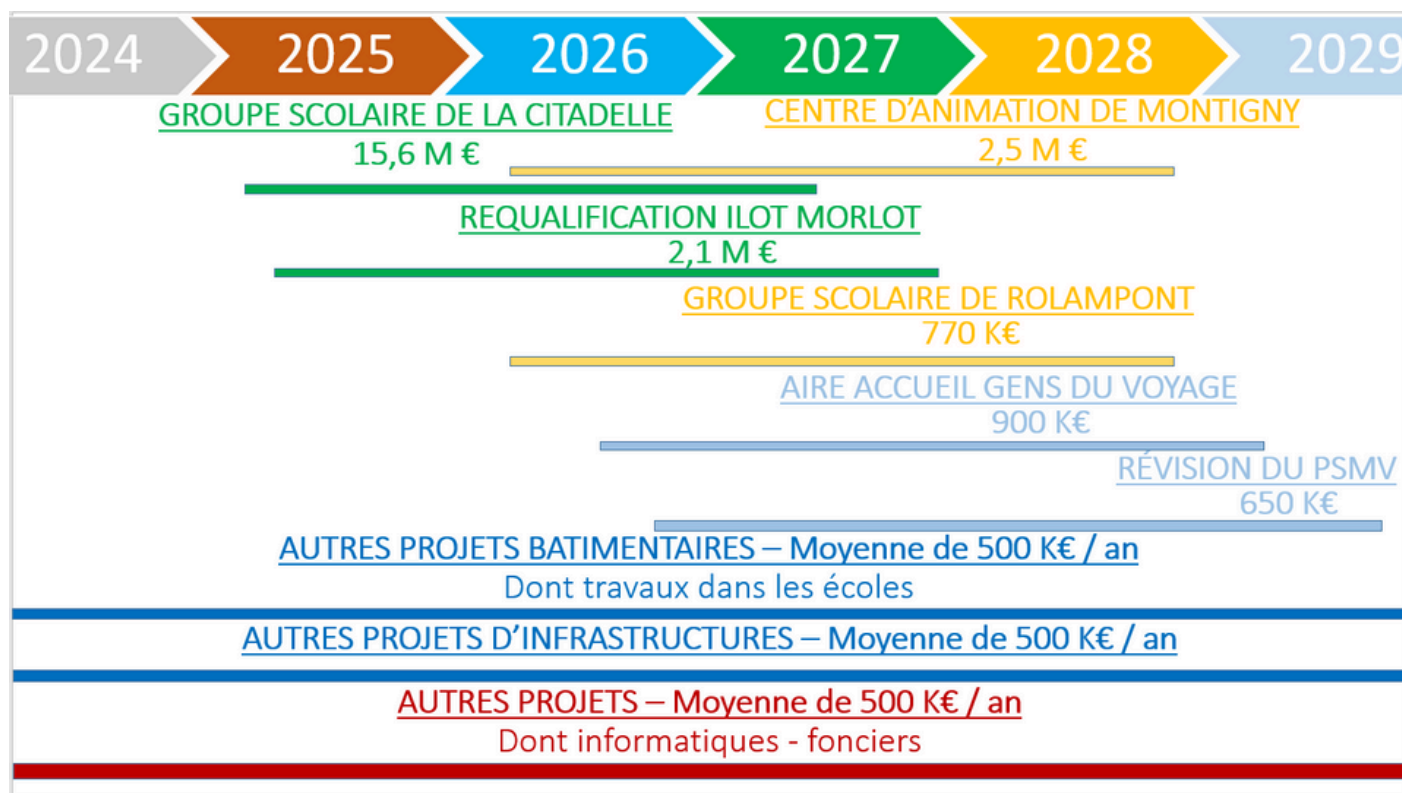 2024 2025 2026 2027 2028 2029
GROUPE SCOLAIRE DE LA CITADELLE
15,6 M €
CENTRE D’ANIMATION DE MONTIGNY
2,5 M €
REQUALIFICATION ILOT MORLOT
2,1 M €
GROUPE SCOLAIRE DE ROLAMPONT
770 K€
AIRE ACCUEIL GENS DU VOYAGE
900 K€
RÉVISION DU PSMV
650 K€
AUTRES PROJETS BATIMENTAIRES – Moyenne de 500 K€ / an
Dont travaux dans les écoles
AUTRES PROJETS D’INFRASTRUCTURES – Moyenne de 500 K€ / an
AUTRES PROJETS – Moyenne de 500 K€ / an
Dont informatiques - fonciers